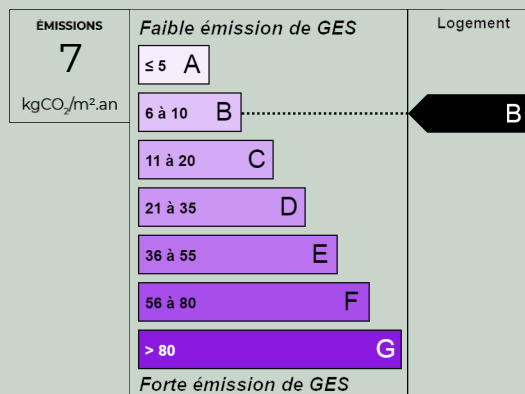 ÉMISSIONS
7
kgCO₂/m².an
Faible émission de GES
≤ 5 A
6 à 10 B
11 à 20 C
21 à 35 D
36 à 55 E
56 à 80 F
> 80 G
Forte émission de GES
Logement
B